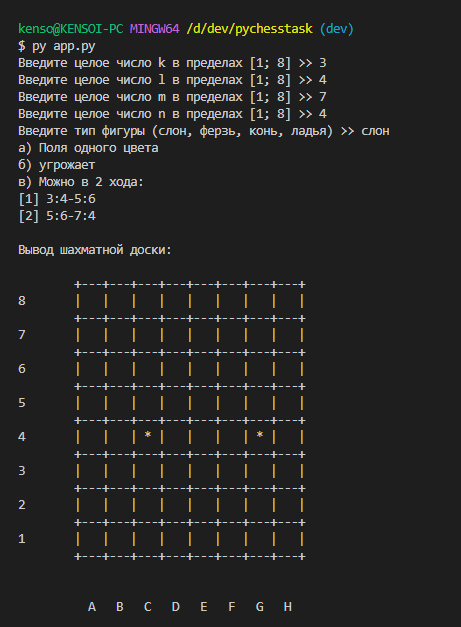 kenso@KENSOI-PC MINGW64 /d/dev/pychesstask (dev)
$ py app.py
Введите целое число k в пределах [1; 8] >> 3
Введите целое число l в пределах [1; 8] >> 4
Введите целое число m в пределах [1; 8] >> 7
Введите целое число n в пределах [1; 8] >> 4
Введите тип фигуры (слон, ферзь, конь, ладья) >> слон
а) Поля одного цвета
б) угрожает
в) Можно в 2 хода:
[1] 3:4-5:6
[2] 5:6-7:4
Вывод шахматной доски:
       +---+---+---+---+---+---+---+---+
8      |   |   |   |   |   |   |   |   |
       +---+---+---+---+---+---+---+---+
7      |   |   |   |   |   |   |   |   |
       +---+---+---+---+---+---+---+---+
6      |   |   |   |   |   |   |   |   |
       +---+---+---+---+---+---+---+---+
5      |   |   |   |   |   |   |   |   |
       +---+---+---+---+---+---+---+---+
4      |   |   | * |   |   |   | * |   |
       +---+---+---+---+---+---+---+---+
3      |   |   |   |   |   |   |   |   |
       +---+---+---+---+---+---+---+---+
2      |   |   |   |   |   |   |   |   |
       +---+---+---+---+---+---+---+---+
1      |   |   |   |   |   |   |   |   |
       +---+---+---+---+---+---+---+---+
         A   B   C   D   E   F   G   H